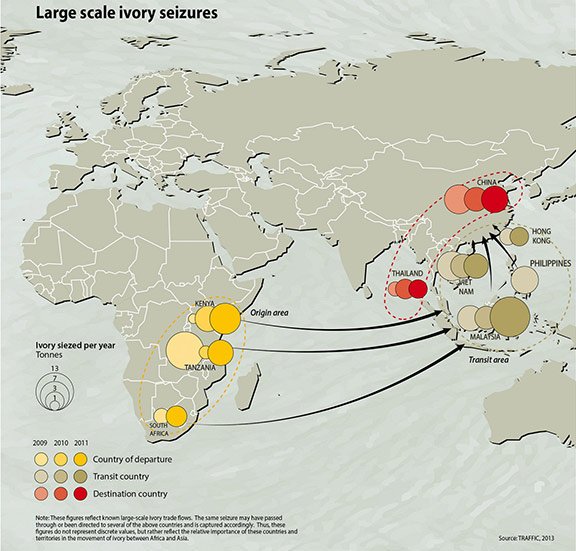 Large scale ivory seizures
CHINA
HONG
KONG
PHILIPPINES
THAILAND
VIET
NAM
KENYA
Origin area
MALAYSIA
Transit area
TANZANIA
Ivory siezed per year
Tonnes
13
7
3
1
SOUTH
AFRICA
2009 2010 2011
Country of departure
Transit country
Destination country
Note: These figures reflect known large-scale ivory trade flows. The same seizure may have passed
through or been directed to several of the above countries and is captured accordingly. Thus, these
figures do not represent discrete values, but rather reflect the relative importance of these countries and
territories in the movement of ivory between Africa and Asia.
Source: TRAFFIC, 2013